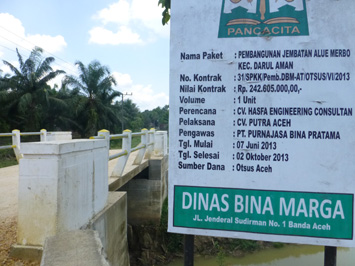 PANCACITA
Nama Paket : PEMBANGUNAN JEMBATAN ALUE MERBO
KEC. DARUL AMAN
No. Kontrak : 31/SPKK/Pemb.DBM-AT/OTSUS/VI/2013
Nilai Kontrak : Rp. 242.605.000,00,-
Volume : 1 Unit
Perencana : CV. HASFA ENGINEERING CONSULTAN
Pelaksana : CV. PUTRA ACEH
Pengawas : PT. PURNAJASA BINA PRATAMA
Tgl. Mulai : 07 Juni 2013
Tgl. Selesai : 02 Oktober 2013
Sumber Dana : Otsus Aceh
DINAS BINA MARGA
JL. Jenderal Sudirman No. 1 Banda Aceh